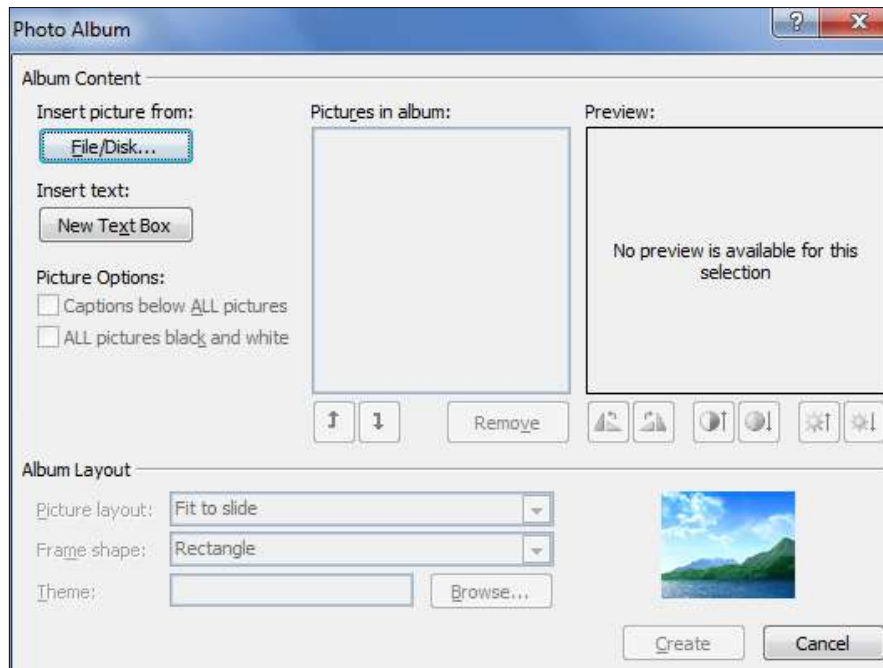 Photo Album
Album Content
Insert picture from:
File/Disk...
Insert text:
New Text Box
Picture Options:
Captions below ALL pictures
ALL pictures black and white
Pictures in album:
Remove
Preview:
No preview is available for this
selection
Album Layout
Picture layout: Fit to slide
Frame shape: Rectangle
Theme:
Browse...
Create
Cancel